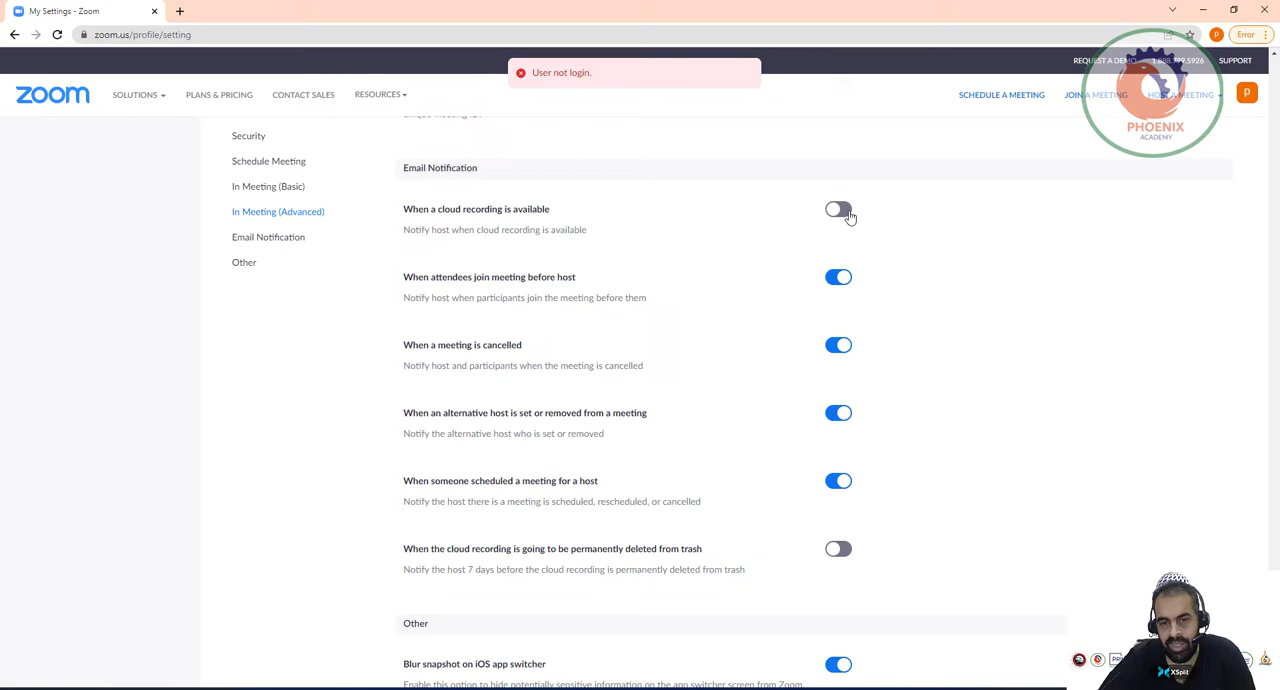 My Settings - Zoom
zoom.us/profile/setting
P
Error
REQUEST A DEMO
1.888.799.5926
SUPPORT
User not login.
zoom
SOLUTIONS
PLANS & PRICING
CONTACT SALES
RESOURCES
SCHEDULE A MEETING
JOIN A MEETING
HOST A MEETING
P
PHOENIX
ACADEMY
Security
Schedule Meeting
In Meeting (Basic)
In Meeting (Advanced)
Email Notification
Other
Email Notification
When a cloud recording is available
Notify host when cloud recording is available
When attendees join meeting before host
Notify host when participants join the meeting before them
When a meeting is cancelled
Notify host and participants when the meeting is cancelled
When an alternative host is set or removed from a meeting
Notify the alternative host who is set or removed
When someone scheduled a meeting for a host
Notify the host there is a meeting is scheduled, rescheduled, or cancelled
When the cloud recording is going to be permanently deleted from trash
Notify the host 7 days before the cloud recording is permanently deleted from trash
Other
Blur snapshot on iOS app switcher
Enable this option to hide potentially sensitive information on the app switcher screen from Zoom
XSplit